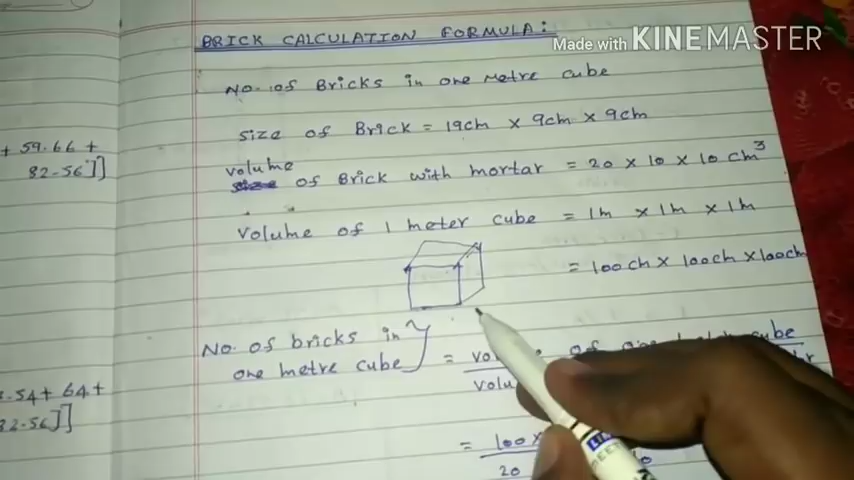 BRICK CALCULATION FORMULA:
Made with KINEMASTER
No. of Bricks in one metre cube
+ 59.66 +
size of Brick = 19cm × 9cm × 9cm
82-56]]
volume
of Brick with mortar = 20 × 10 × 10 cm³
volume of 1 meter cube = 1m × 1m × 1m
= 100cm × 100cm × 100cm
No. of bricks in
one metre cube } =
cube
.54 + 64 +
82-56]]
= 100×
20